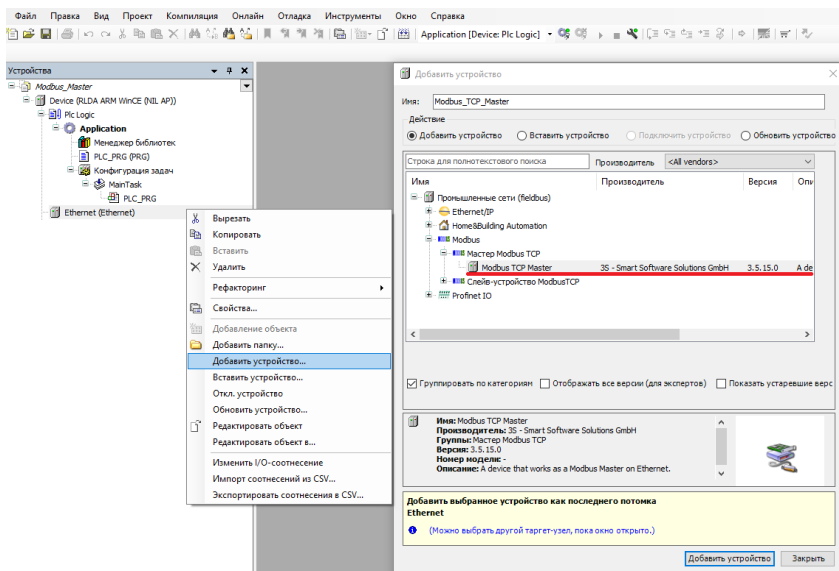 Файл Правка Вид Проект Компиляция Онлайн Отладка Инструменты Окно Справка
Application [Device: Plc Logic]
Устройства
Modbus_Master
Device (RLDA ARM WinCE (NIL AP))
Plc Logic
Application
Менеджер библиотек
PLC_PRG (PRG)
Конфигурация задач
MainTask
PLC_PRG
Ethernet (Ethernet)
Вырезать
Копировать
Вставить
Удалить
Рефакторинг
Свойства...
Добавление объекта
Добавить папку...
Добавить устройство...
Вставить устройство...
Откл. устройство
Обновить устройство...
Редактировать объект
Редактировать объект в...
Изменить I/O-соотнесение
Импорт соотнесений из CSV...
Экспортировать соотнесения в CSV...
Добавить устройство
Имя: Modbus_TCP_Master
Действие
Добавить устройство Вставить устройство Подключить устройство Обновить устройство
Строка для полнотекстового поиска Производитель <All vendors>
Имя Производитель Версия Опи
Промышленные сети (fieldbus)
Ethernet/IP
Home&Building Automation
Modbus
Мастер Modbus TCP
Modbus TCP Master 3S - Smart Software Solutions GmbH 3.5.15.0 A de
Слейв-устройство ModbusTCP
Profinet IO
Группировать по категориям Отображать все версии (для экспертов) Показать устаревшие верс
Имя: Modbus TCP Master
Производитель: 3S - Smart Software Solutions GmbH
Группы: Мастер Modbus TCP
Версия: 3.5.15.0
Номер модели: -
Описание: A device that works as a Modbus Master on Ethernet.
Добавить выбранное устройство как последнего потомка
Ethernet
(Можно выбрать другой таргет-узел, пока окно открыто.)
Добавить устройство Закрыть